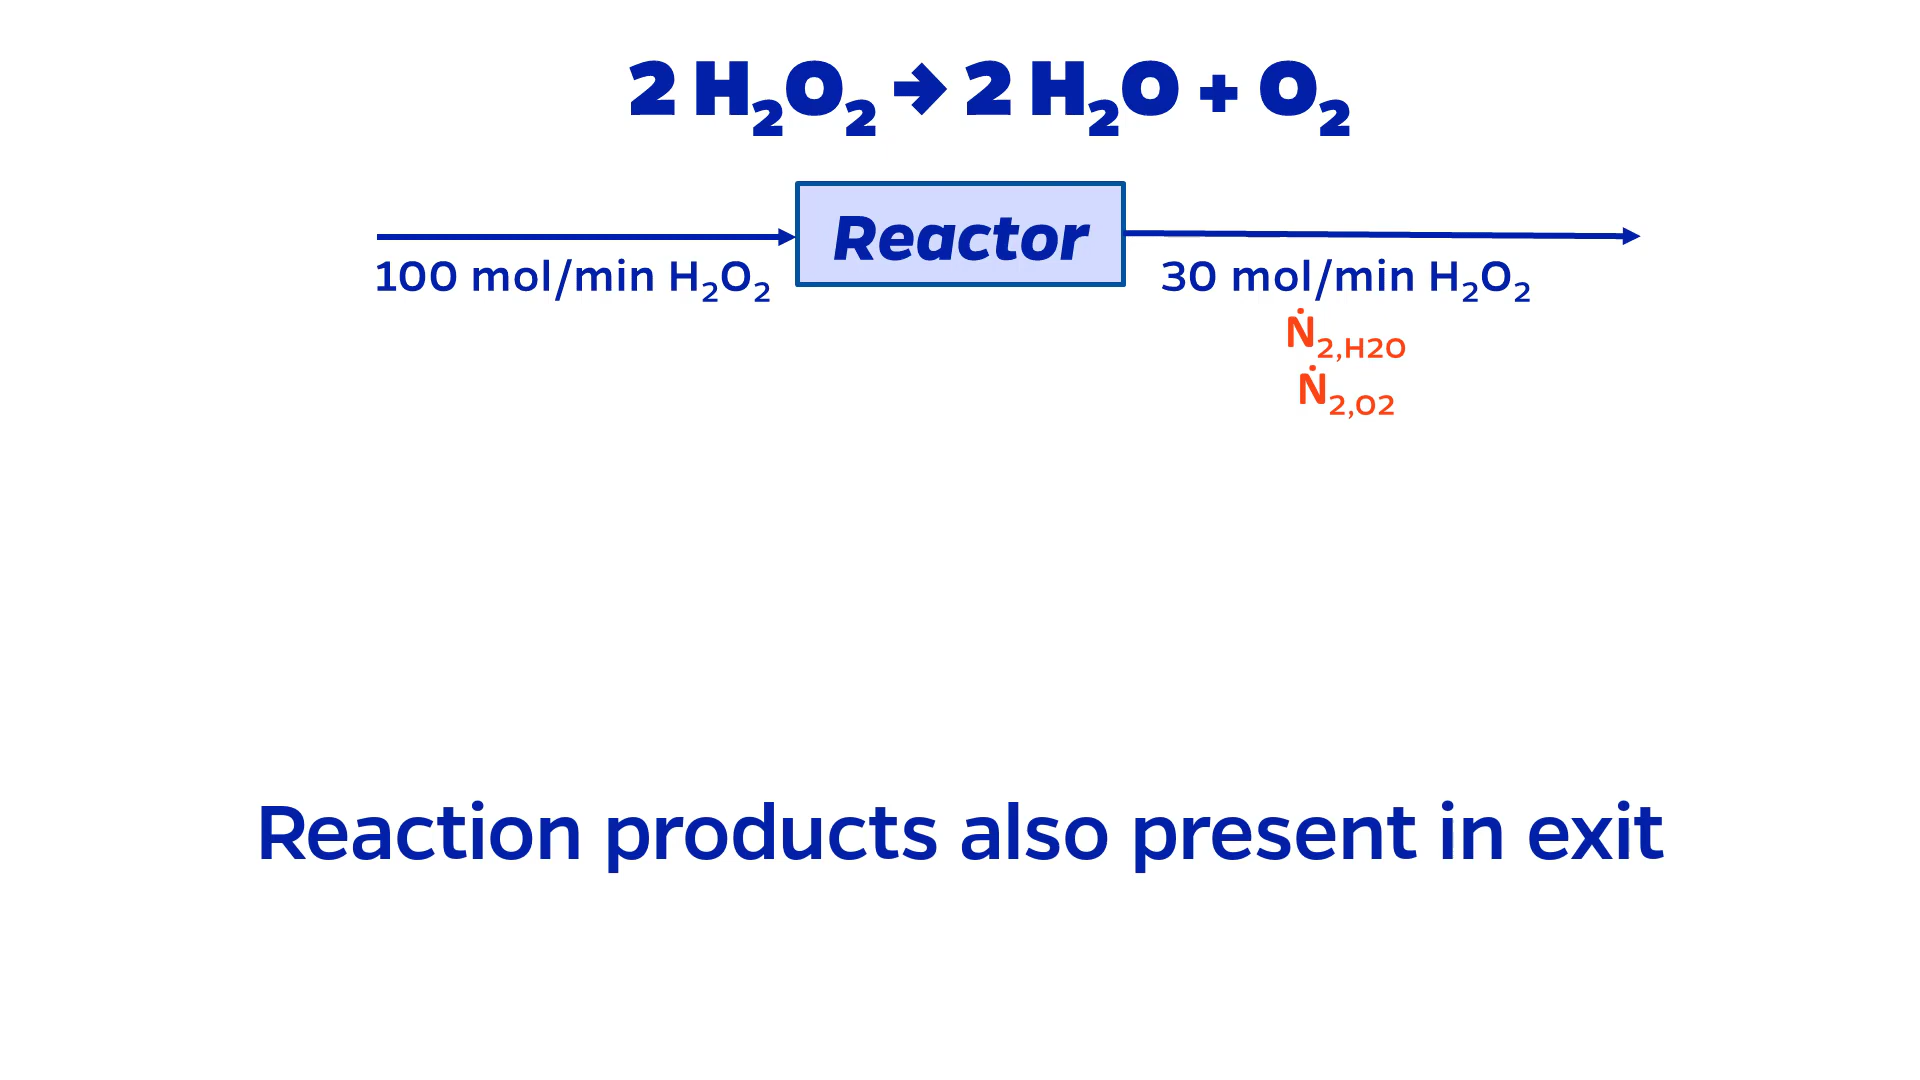 2 H₂O₂ → 2 H₂O + O₂
Reactor
100 mol/min H₂O₂
30 mol/min H₂O₂
Ṅ₂,H2O
Ṅ₂,O2
Reaction products also present in exit